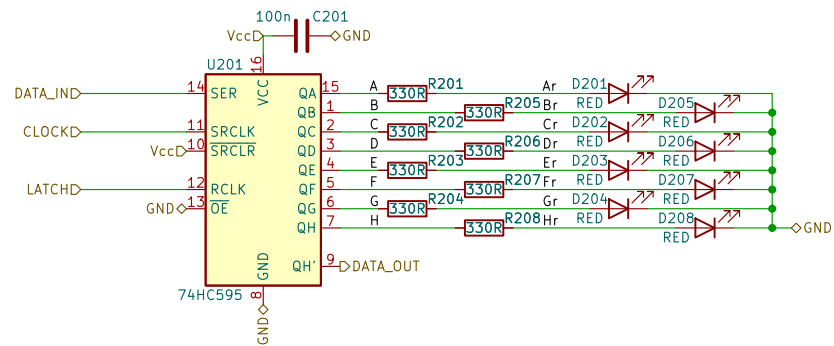 100n C201
Vcc GND
U201
16
VCC
DATA_IN 14 SER QA 15 A 330R R201 Ar D201 RED
QB 1 B 330R R205 Br D205 RED
CLOCK 11 SRCLK QC 2 C 330R R202 Cr D202 RED
Vcc 10 SRCLR QD 3 D 330R R206 Dr D206 RED
QE 4 E 330R R203 Er D203 RED
LATCH 12 RCLK QF 5 F 330R R207 Fr D207 RED
GND 13 OE QG 6 G 330R R204 Gr D204 RED
QH 7 H 330R R208 Hr D208 RED GND
QH' 9 DATA_OUT
GND
74HC595 8
GND